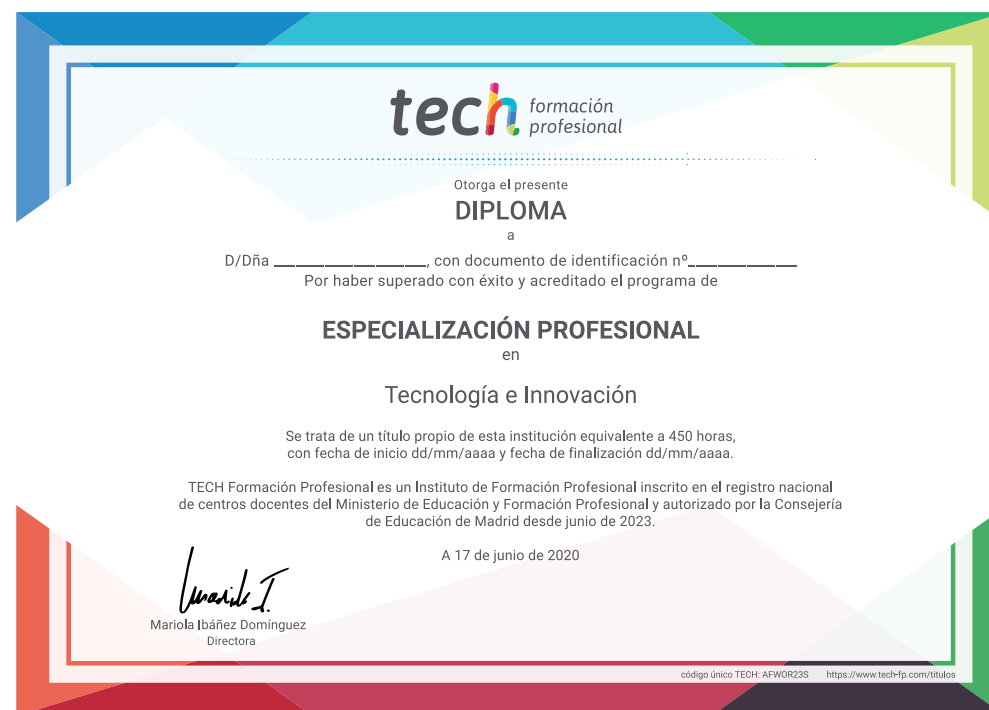 tech formación
profesional
Otorga el presente
DIPLOMA
a
D/Dña ____________________, con documento de identificación nº______________
Por haber superado con éxito y acreditado el programa de
ESPECIALIZACIÓN PROFESIONAL
en
Tecnología e Innovación
Se trata de un título propio de esta institución equivalente a 450 horas,
con fecha de inicio dd/mm/aaaa y fecha de finalización dd/mm/aaaa.
TECH Formación Profesional es un Instituto de Formación Profesional inscrito en el registro nacional
de centros docentes del Ministerio de Educación y Formación Profesional y autorizado por la Consejería
de Educación de Madrid desde junio de 2023.
A 17 de junio de 2020
Mariola I.
Mariola Ibáñez Domínguez
Directora
código único TECH: AFWOR23S https://www.tech-fp.com/titulos